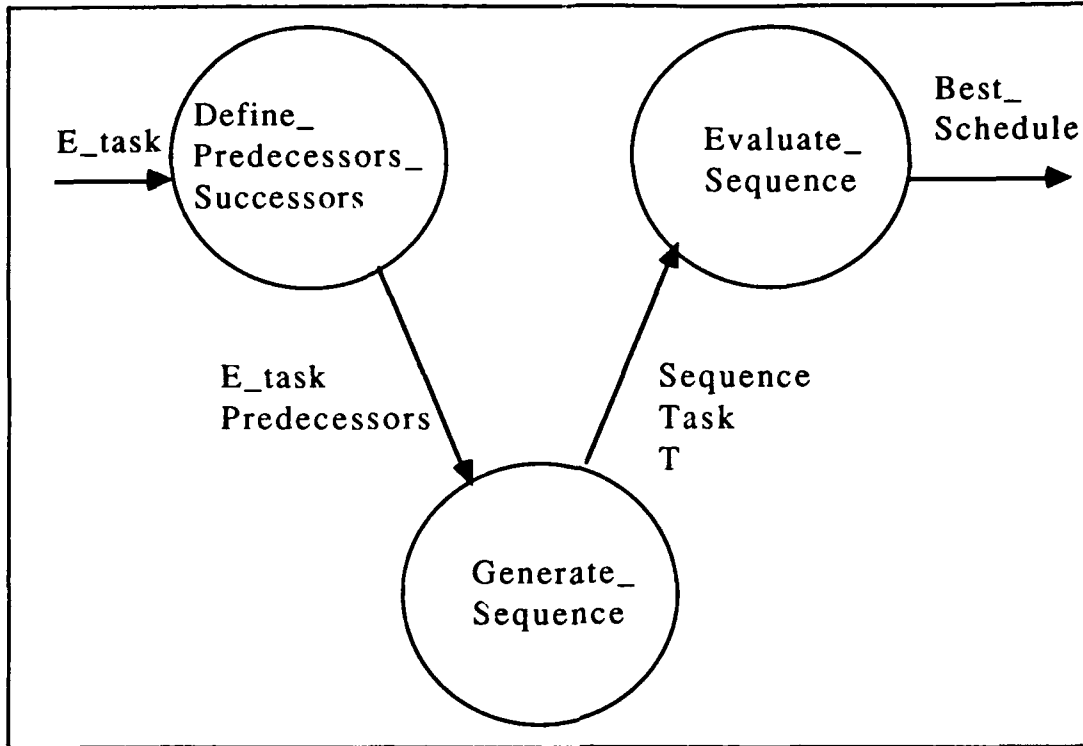 E_task
Define_
Predecessors_
Successors
E_task
Predecessors
Generate_
Sequence
Sequence
Task
T
Evaluate_
Sequence
Best_
Schedule